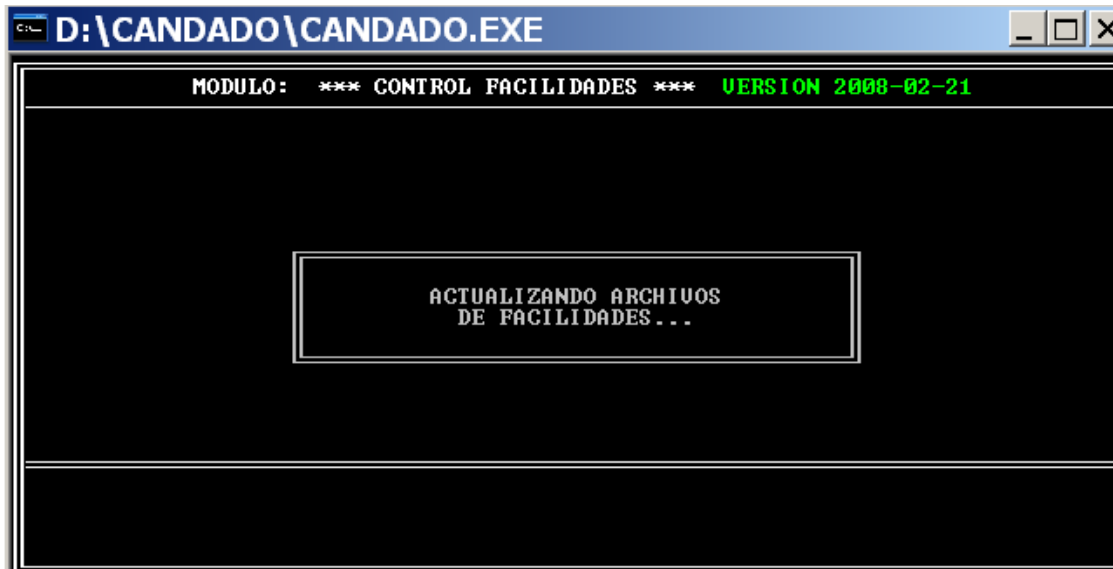 D:\CANDADO\CANDADO.EXE
MODULO: *** CONTROL FACILIDADES *** VERSION 2008-02-21
ACTUALIZANDO ARCHIVOS
DE FACILIDADES...